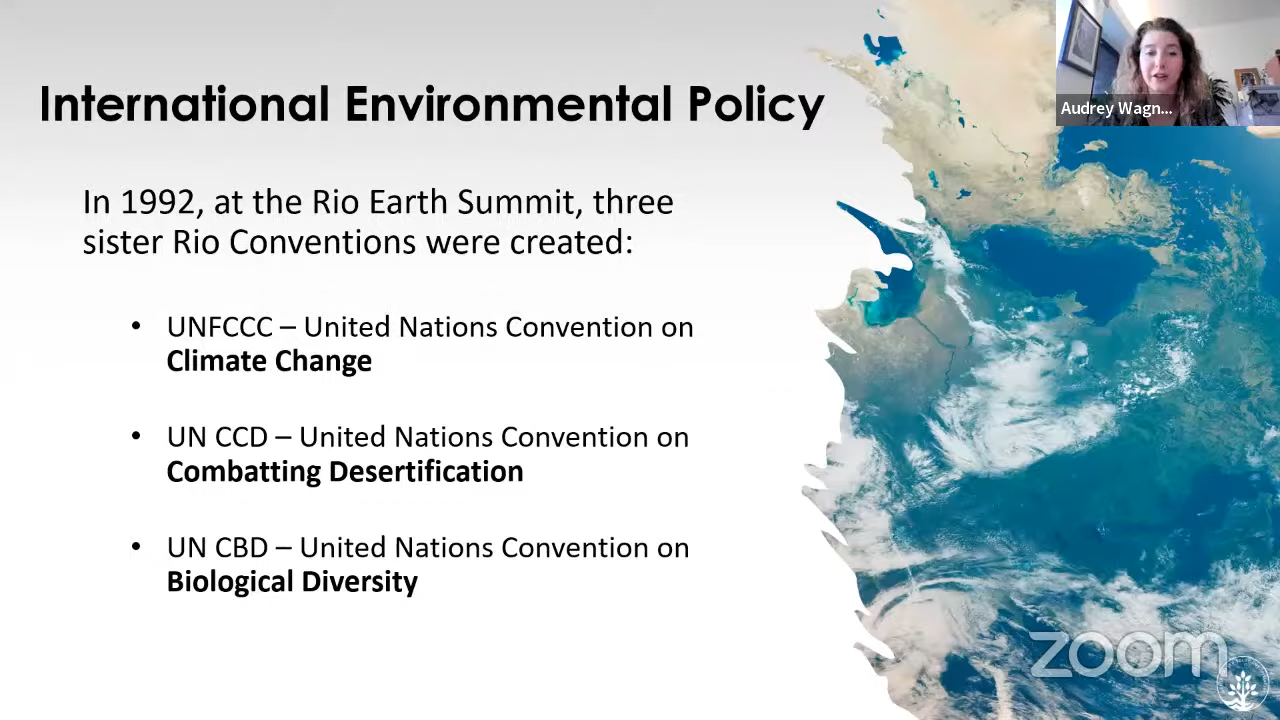 International Environmental Policy
Audrey Wagn...
In 1992, at the Rio Earth Summit, three
sister Rio Conventions were created:
• UNFCCC – United Nations Convention on
Climate Change
• UN CCD – United Nations Convention on
Combatting Desertification
• UN CBD – United Nations Convention on
Biological Diversity
zoom